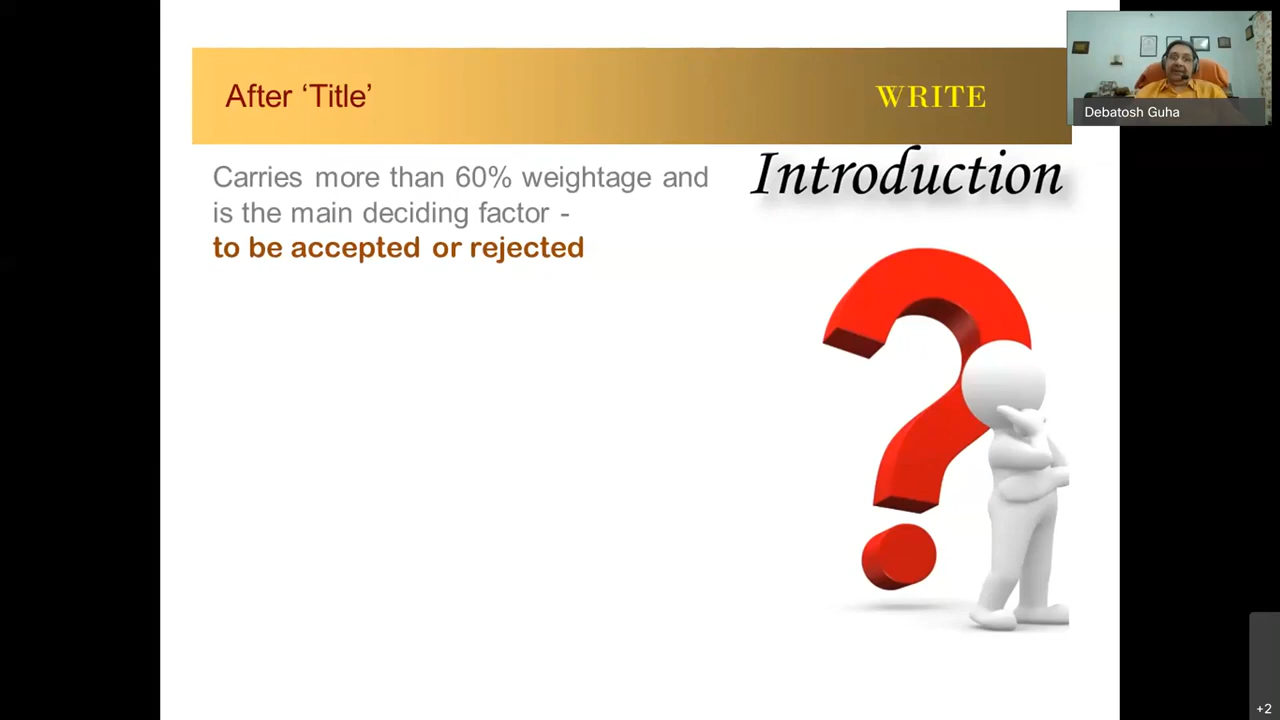 After ‘Title’
WRITE
Introduction
Carries more than 60% weightage and
is the main deciding factor -
to be accepted or rejected
Debatosh Guha
+2